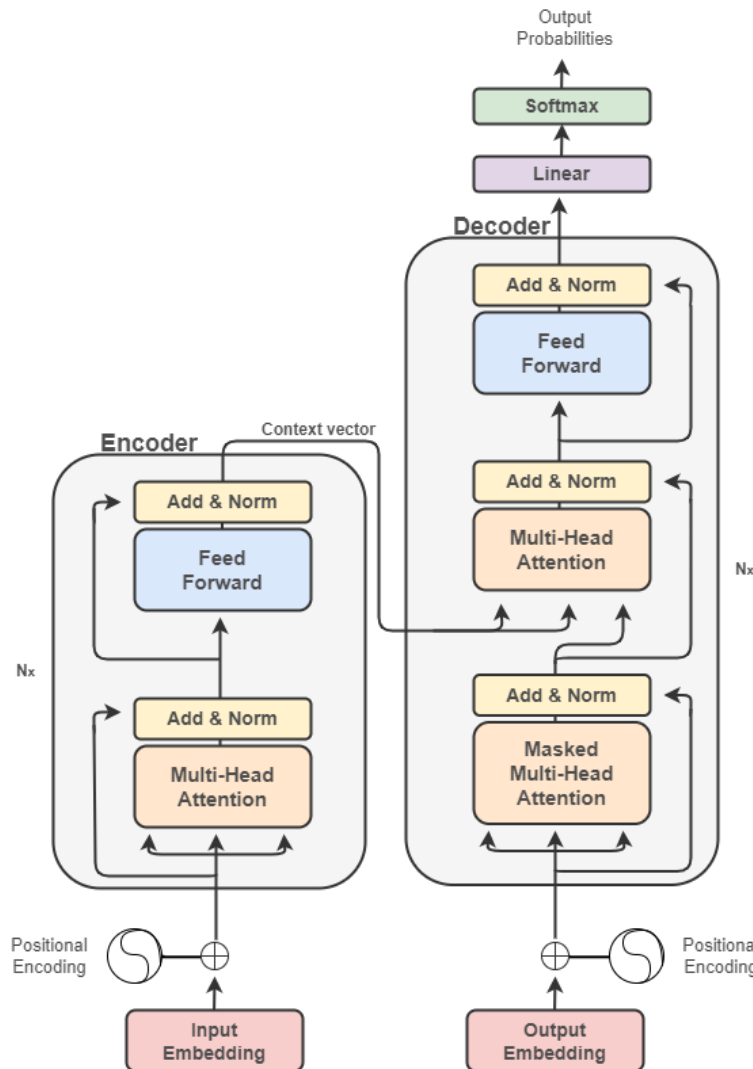 Output
Probabilities
Softmax
Linear
Decoder
Add & Norm
Feed
Forward
Add & Norm
Multi-Head
Attention
Nx
Add & Norm
Masked
Multi-Head
Attention
Context vector
Encoder
Add & Norm
Feed
Forward
Nx
Add & Norm
Multi-Head
Attention
Positional
Encoding
Positional
Encoding
Input
Embedding
Output
Embedding